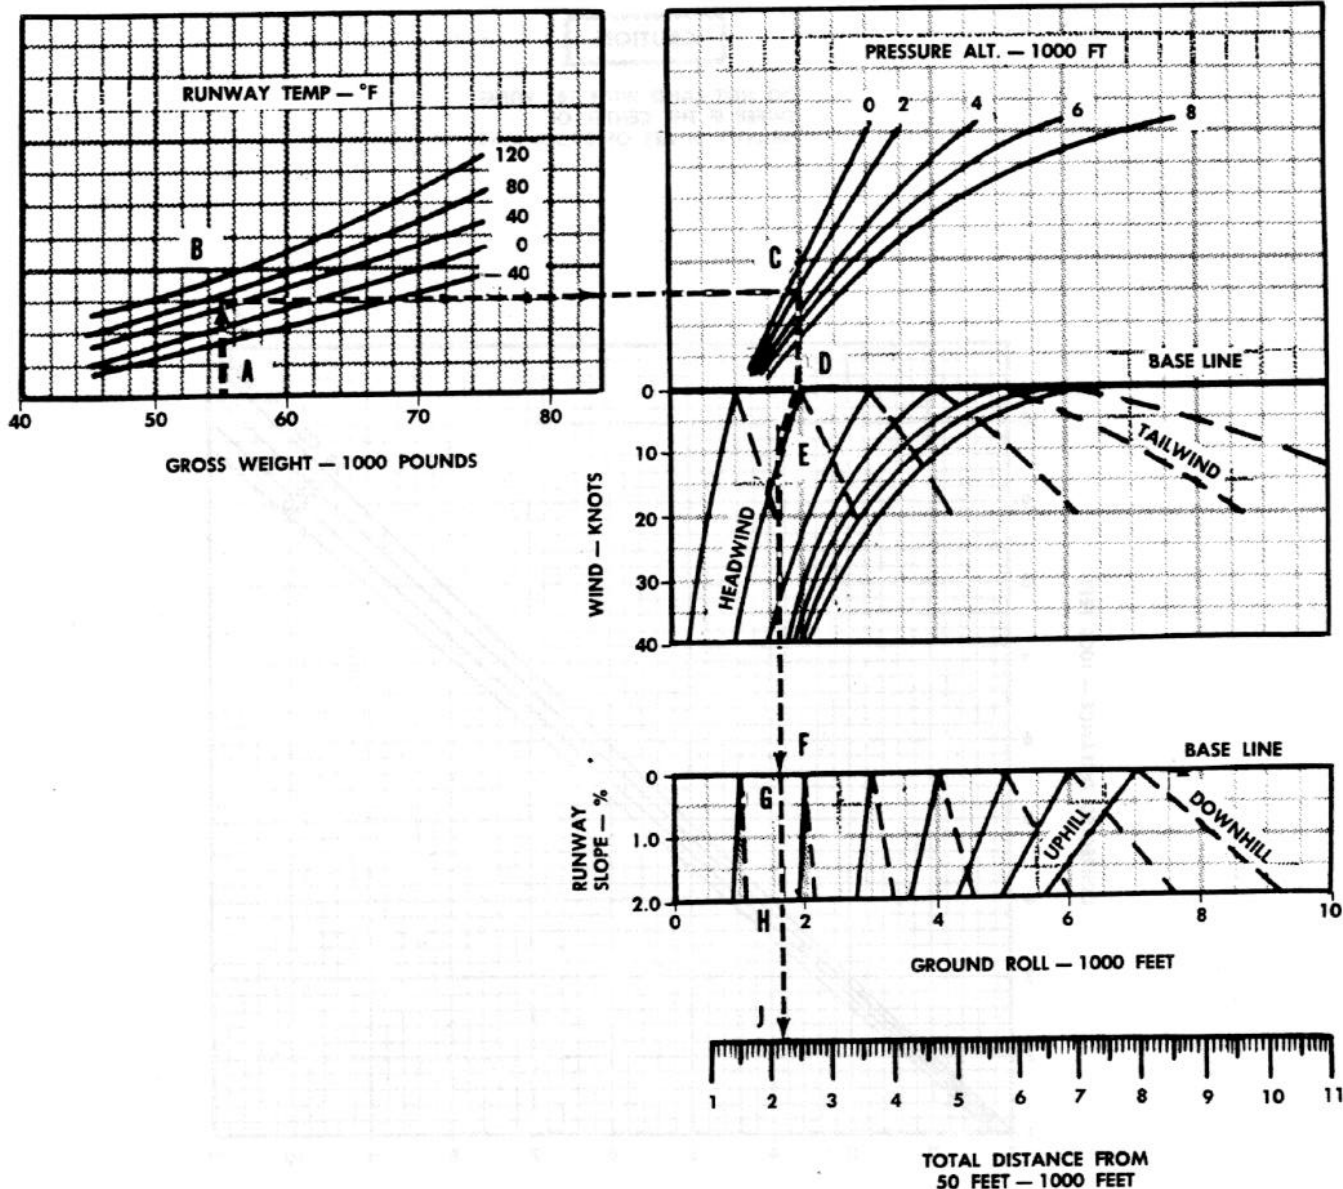 RUNWAY TEMP — °F
120
80
40
0
— 40
B
A
40 50 60 70 80
GROSS WEIGHT — 1000 POUNDS
PRESSURE ALT. — 1000 FT
0 2 4 6 8
C
D
BASE LINE
0
10
20
30
40
WIND — KNOTS
E
HEADWIND
TAILWIND
F
BASE LINE
0
1.0
2.0
RUNWAY
SLOPE — %
G
UPHILL
DOWNHILL
H
0 2 4 6 8 10
GROUND ROLL — 1000 FEET
J
1 2 3 4 5 6 7 8 9 10 11
TOTAL DISTANCE FROM
50 FEET — 1000 FEET